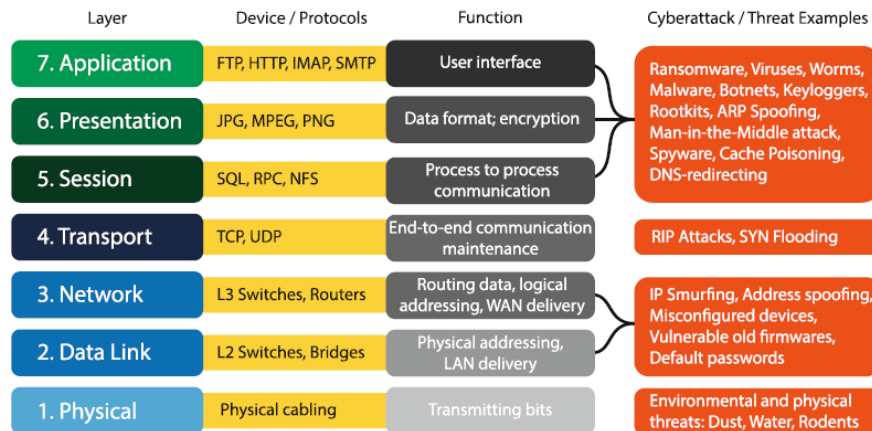 Layer
Device / Protocols
Function
Cyberattack / Threat Examples
7. Application
FTP, HTTP, IMAP, SMTP
User interface
Ransomware, Viruses, Worms,
Malware, Botnets, Keyloggers,
Rootkits, ARP Spoofing,
Man-in-the-Middle attack,
Spyware, Cache Poisoning,
DNS-redirecting
6. Presentation
JPG, MPEG, PNG
Data format; encryption
5. Session
SQL, RPC, NFS
Process to process
communication
4. Transport
TCP, UDP
End-to-end communication
maintenance
RIP Attacks, SYN Flooding
3. Network
L3 Switches, Routers
Routing data, logical
addressing, WAN delivery
IP Smurfing, Address spoofing,
Misconfigured devices,
Vulnerable old firmwares,
Default passwords
2. Data Link
L2 Switches, Bridges
Physical addressing,
LAN delivery
1. Physical
Physical cabling
Transmitting bits
Environmental and physical
threats: Dust, Water, Rodents